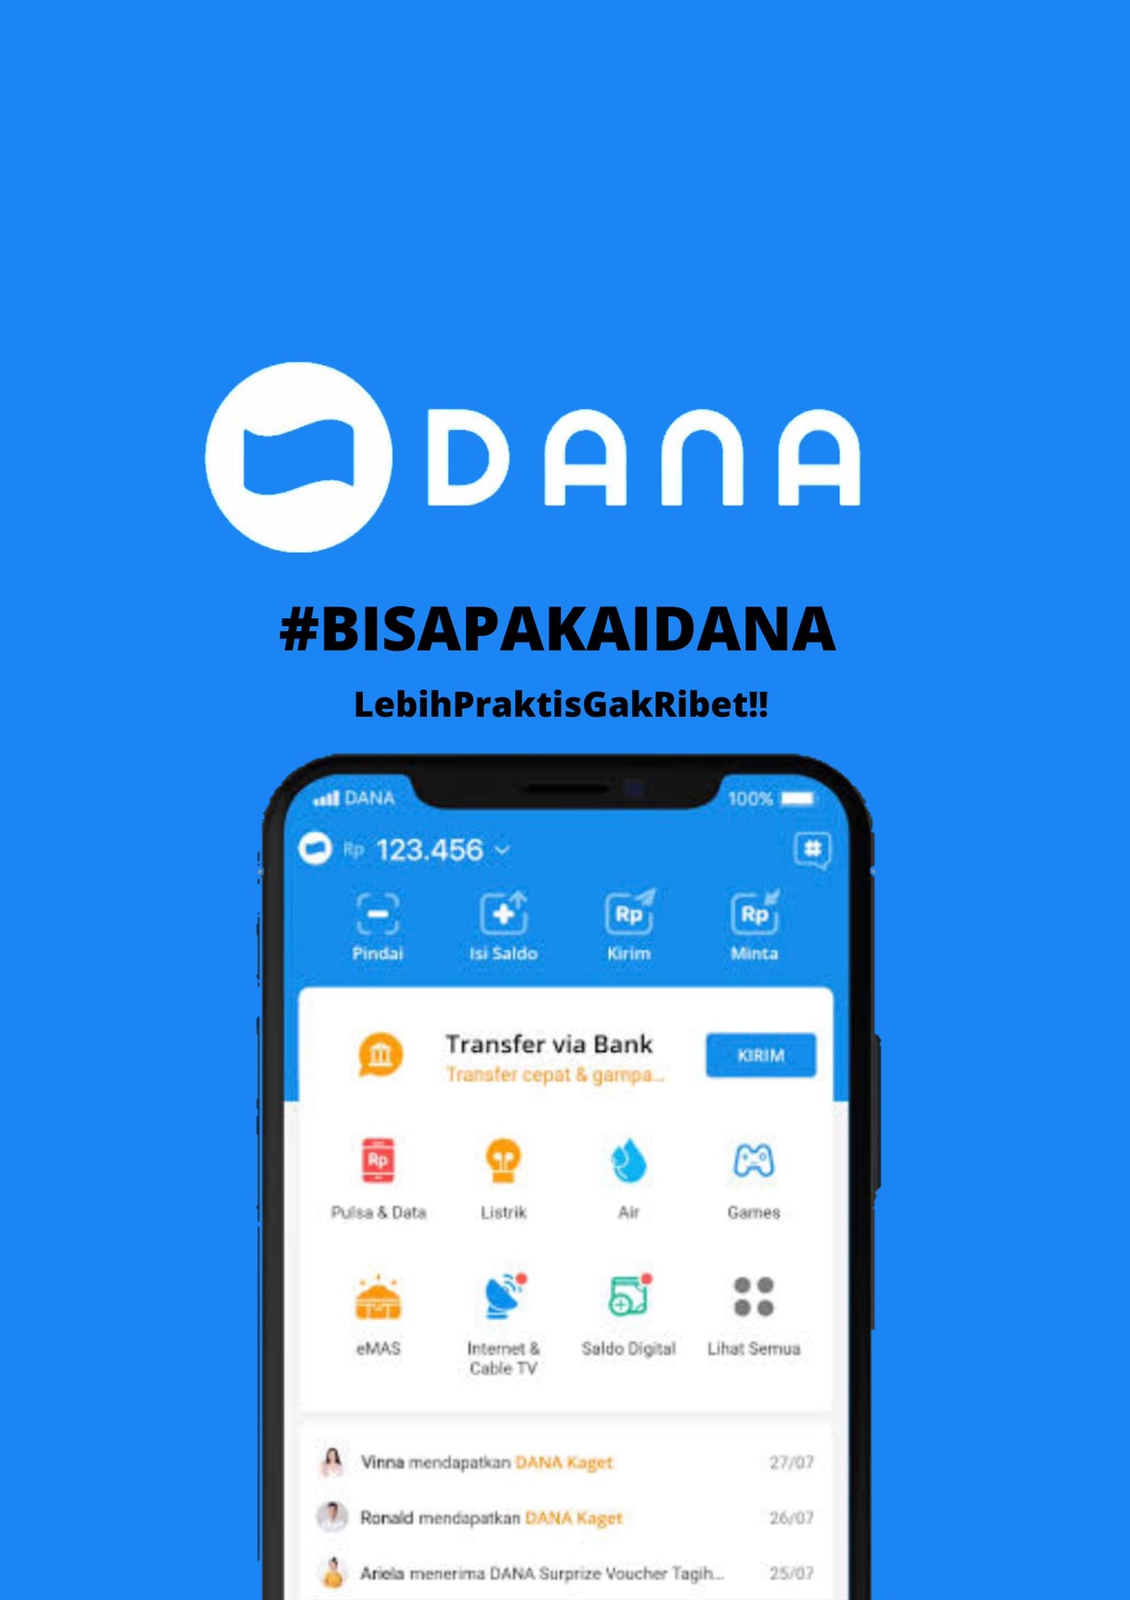 DANA
#BISAPAKAIDANA
LebihPraktisGakRibet!!
DANA 100%
Rp 123.456
#
Pindai Isi Saldo Kirim Minta
Transfer via Bank
Transfer cepat & gampa...
KIRIM
Pulsa & Data Listrik Air Games
eMAS Internet & Saldo Digital Lihat Semua
Cable TV
Vinna mendapatkan DANA Kaget 27/07
Ronald mendapatkan DANA Kaget 26/07
Ariela menerima DANA Surprize Voucher Tagih... 25/07